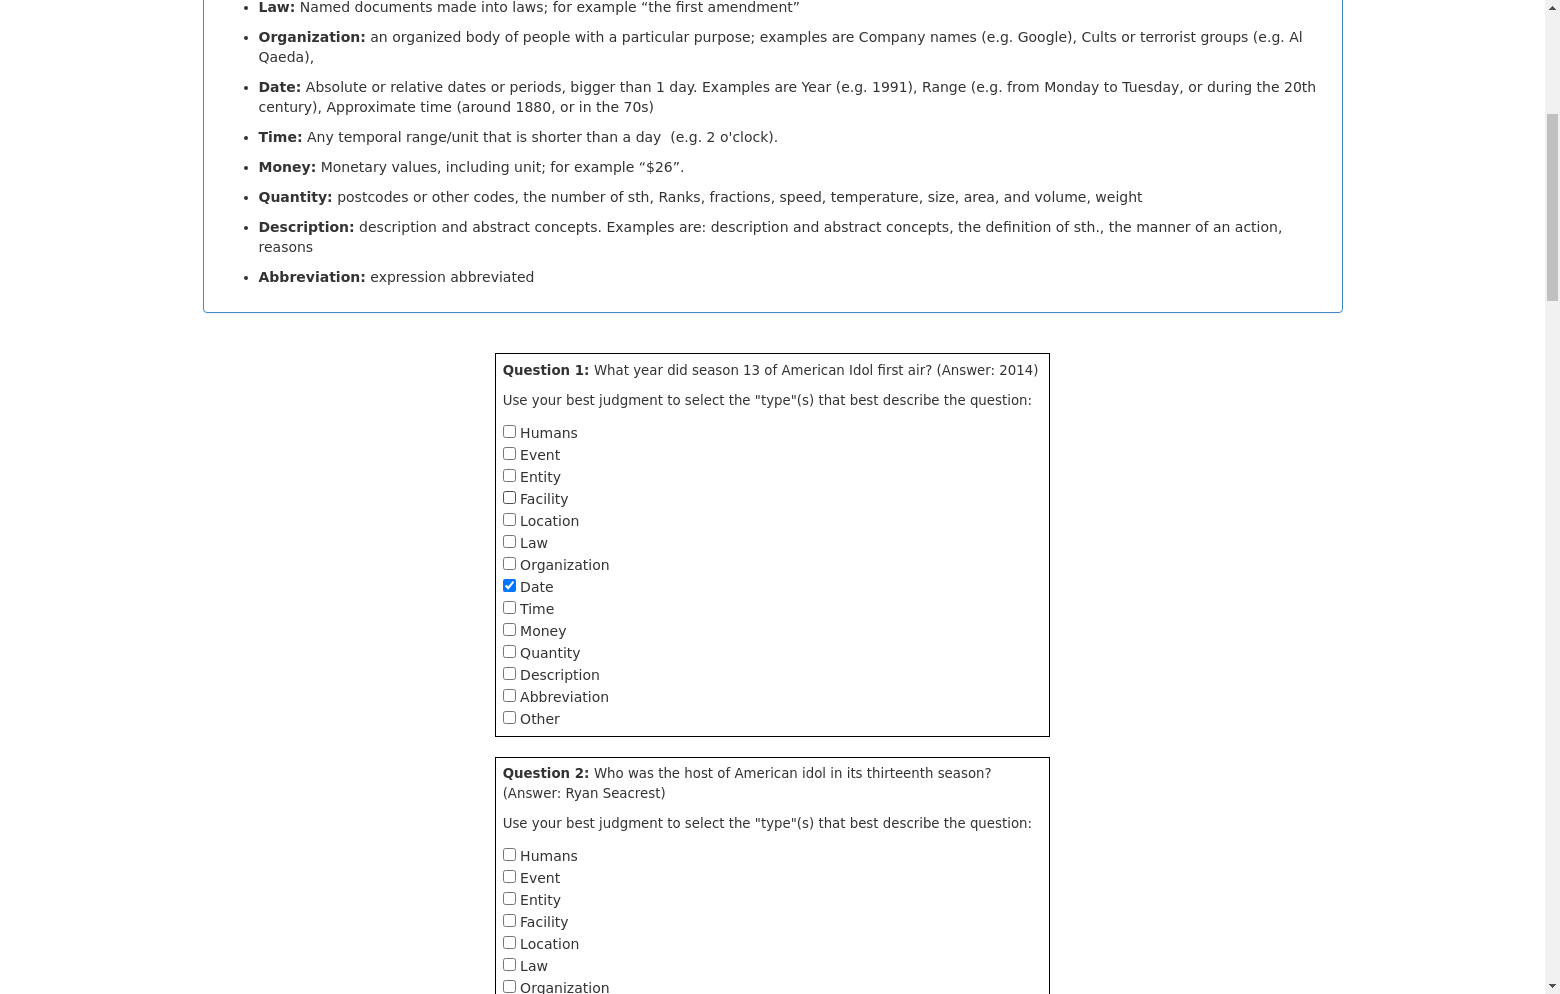 Law: Named documents made into laws; for example “the first amendment”
Organization: an organized body of people with a particular purpose; examples are Company names (e.g. Google), Cults or terrorist groups (e.g. Al
Qaeda),
Date: Absolute or relative dates or periods, bigger than 1 day. Examples are Year (e.g. 1991), Range (e.g. from Monday to Tuesday, or during the 20th
century), Approximate time (around 1880, or in the 70s)
Time: Any temporal range/unit that is shorter than a day  (e.g. 2 o'clock).
Money: Monetary values, including unit; for example “$26”.
Quantity: postcodes or other codes, the number of sth, Ranks, fractions, speed, temperature, size, area, and volume, weight
Description: description and abstract concepts. Examples are: description and abstract concepts, the definition of sth., the manner of an action,
reasons
Abbreviation: expression abbreviated
Question 1: What year did season 13 of American Idol first air? (Answer: 2014)
Use your best judgment to select the "type"(s) that best describe the question:
Humans
Event
Entity
Facility
Location
Law
Organization
Date
Time
Money
Quantity
Description
Abbreviation
Other
Question 2: Who was the host of American idol in its thirteenth season?
(Answer: Ryan Seacrest)
Use your best judgment to select the "type"(s) that best describe the question:
Humans
Event
Entity
Facility
Location
Law
Organization